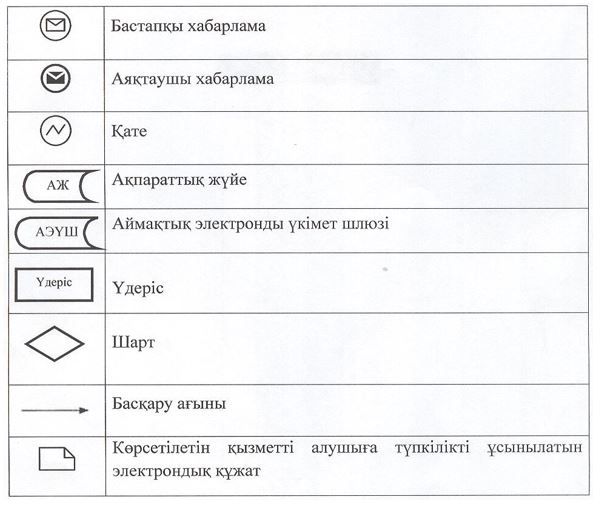 Бастапқы хабарлама
Аяқтаушы хабарлама
Қате
АЖ Ақпараттық жүйе
АЭҮШ Аймақтық электронды үкімет шлюзі
Үдеріс Үдеріс
Шарт
Басқару ағыны
Көрсетілетін қызметті алушыға түпкілікті ұсынылатын
электрондық құжат